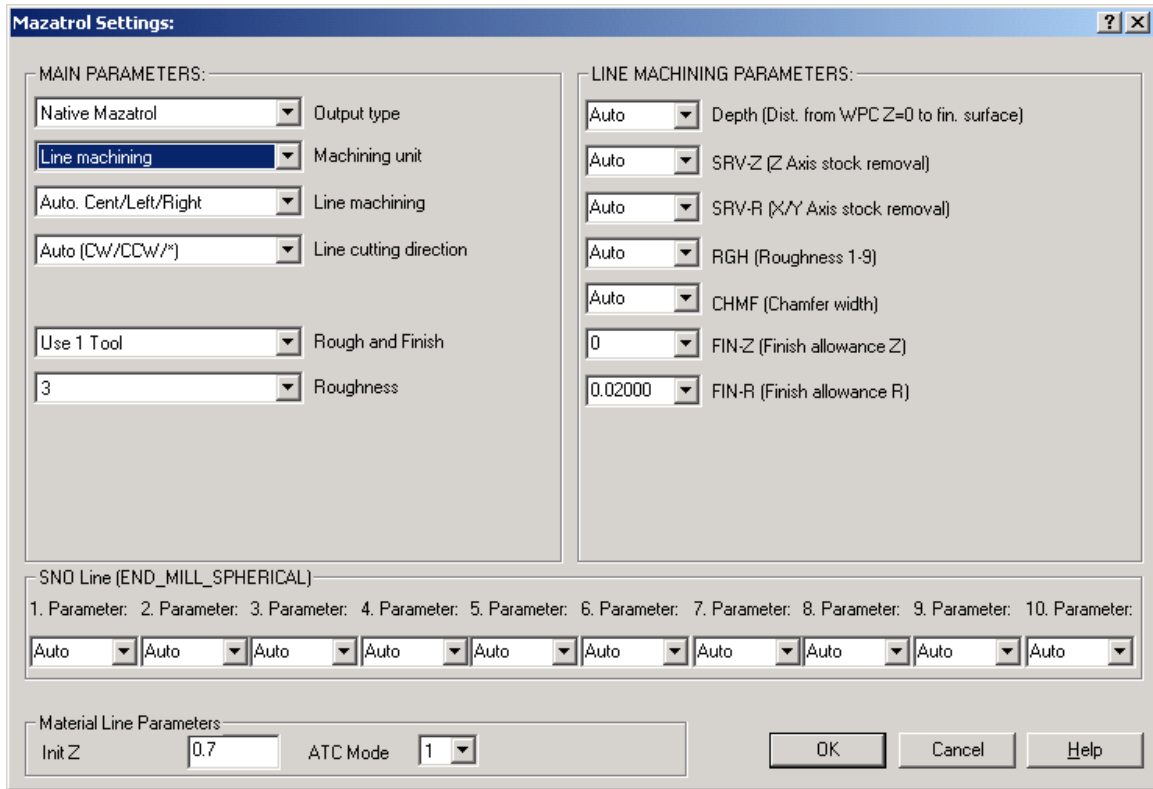 Mazatrol Settings:
MAIN PARAMETERS:
Native Mazatrol Output type
Line machining Machining unit
Auto. Cent/Left/Right Line machining
Auto (CW/CCW/*) Line cutting direction
Use 1 Tool Rough and Finish
3 Roughness
LINE MACHINING PARAMETERS:
Auto Depth (Dist. from WPC Z=0 to fin. surface)
Auto SRV-Z (Z Axis stock removal)
Auto SRV-R (X/Y Axis stock removal)
Auto RGH (Roughness 1-9)
Auto CHMF (Chamfer width)
0 FIN-Z (Finish allowance Z)
0.02000 FIN-R (Finish allowance R)
SNO Line (END_MILL_SPHERICAL)
1. Parameter: 2. Parameter: 3. Parameter: 4. Parameter: 5. Parameter: 6. Parameter: 7. Parameter: 8. Parameter: 9. Parameter: 10. Parameter:
Auto Auto Auto Auto Auto Auto Auto Auto Auto Auto
Material Line Parameters
Init Z 0.7 ATC Mode 1
OK Cancel Help